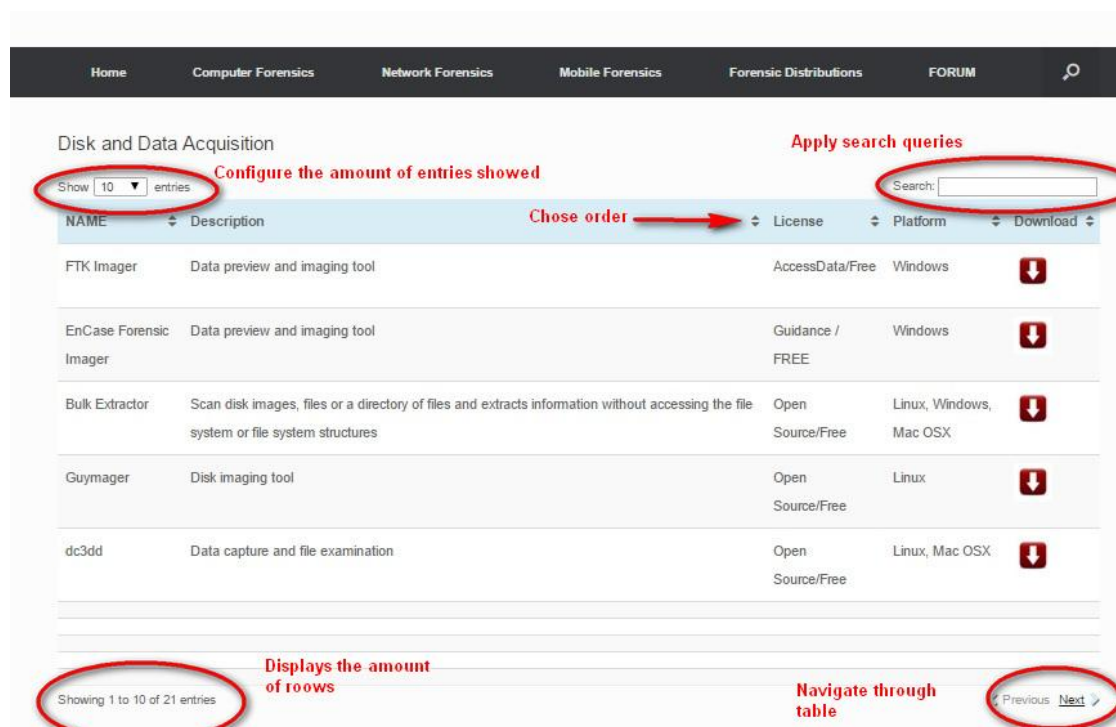 Home Computer Forensics Network Forensics Mobile Forensics Forensic Distributions FORUM
Disk and Data Acquisition
Apply search queries
Configure the amount of entries showed
Show 10 entries
Search:
Chose order
NAME Description License Platform Download
FTK Imager Data preview and imaging tool AccessData/Free Windows
EnCase Forensic Data preview and imaging tool Guidance / Windows
Imager FREE
Bulk Extractor Scan disk images, files or a directory of files and extracts information without accessing the file Open Linux, Windows,
system or file system structures Source/Free Mac OSX
Guymager Disk imaging tool Open Linux
Source/Free
dc3dd Data capture and file examination Open Linux, Mac OSX
Source/Free
Displays the amount
of roows
Showing 1 to 10 of 21 entries
Navigate through
table
Previous Next